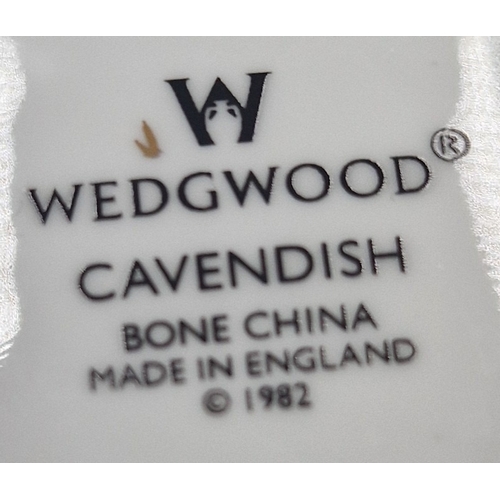 W
WEDGWOOD®
CAVENDISH
BONE CHINA
MADE IN ENGLAND
© 1982